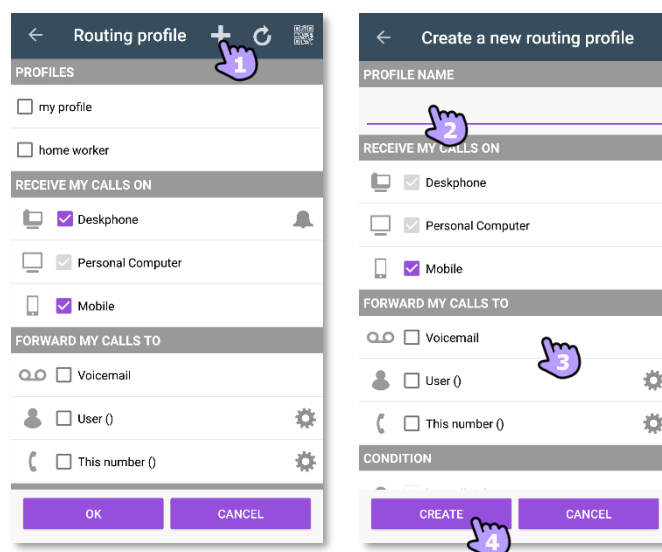 Routing profile
1
PROFILES
my profile
home worker
RECEIVE MY CALLS ON
Deskphone
Personal Computer
Mobile
FORWARD MY CALLS TO
Voicemail
User ()
This number ()
OK
CANCEL
Create a new routing profile
PROFILE NAME
2
RECEIVE MY CALLS ON
Deskphone
Personal Computer
Mobile
FORWARD MY CALLS TO
Voicemail
3
User ()
This number ()
CONDITION
CREATE
CANCEL
4